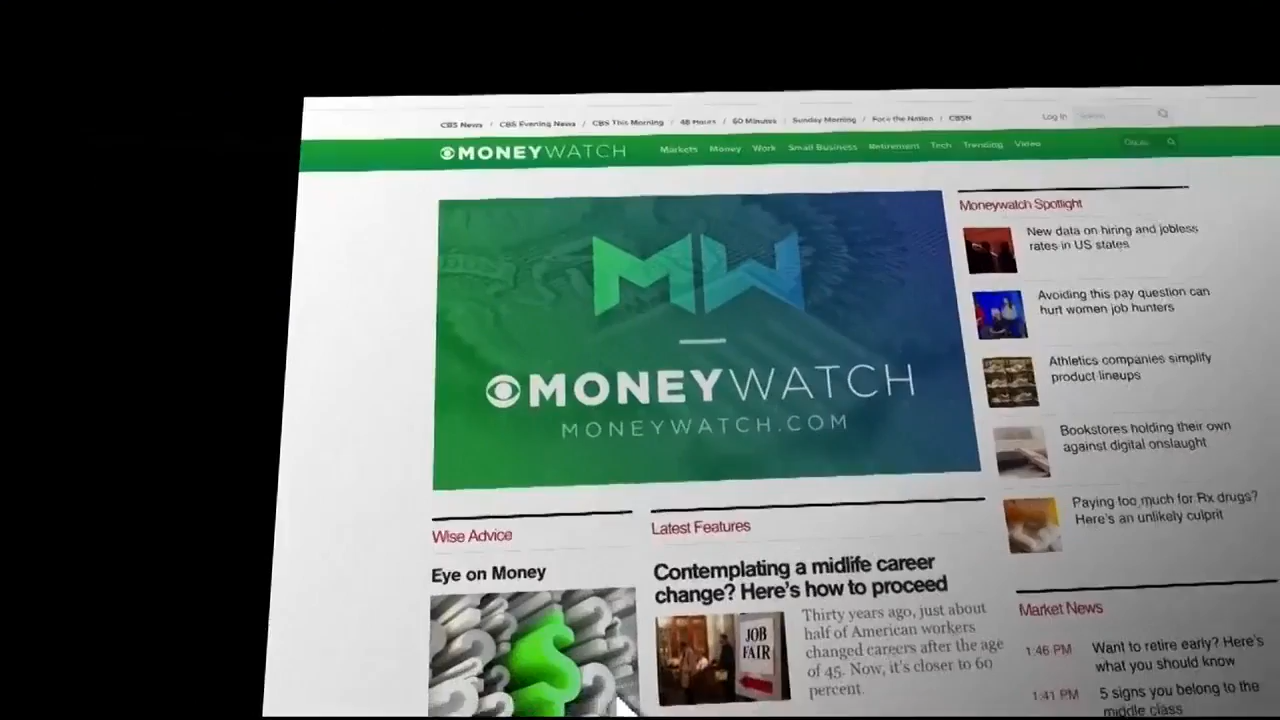 CBS News / CBS Evening News / CBS This Morning / 48 Hours / 60 Minutes / Sunday Morning / Face the Nation / CBSN
Log In Search
MONEYWATCH Markets Money Work Small Business Retirement Tech Trending Video
MW
MONEYWATCH
MONEYWATCH.COM
Moneywatch Spotlight
New data on hiring and jobless
rates in US states
Avoiding this pay question can
hurt women job hunters
Athletics companies simplify
product lineups
Bookstores holding their own
against digital onslaught
Paying too much for Rx drugs?
Here's an unlikely culprit
Wise Advice
Eye on Money
Latest Features
Contemplating a midlife career
change? Here's how to proceed
JOB
FAIR
Thirty years ago, just about
half of American workers
changed careers after the age
of 45. Now, it's closer to 60
percent.
Market News
1:46 PM Want to retire early? Here's
what you should know
1:41 PM 5 signs you belong to the
middle class